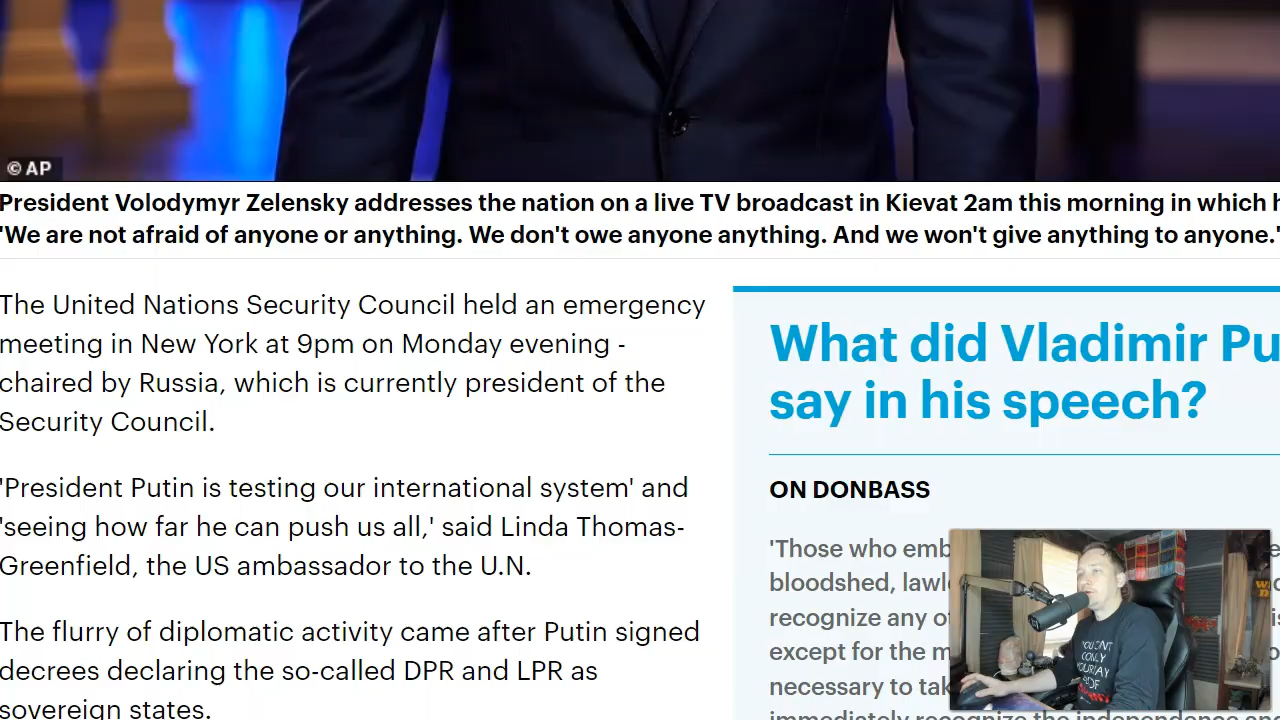 © AP
President Volodymyr Zelensky addresses the nation on a live TV broadcast in Kievat 2am this morning in which
'We are not afraid of anyone or anything. We don't owe anyone anything. And we won't give anything to anyone.'
The United Nations Security Council held an emergency
meeting in New York at 9pm on Monday evening -
chaired by Russia, which is currently president of the
Security Council.
'President Putin is testing our international system' and
'seeing how far he can push us all,' said Linda Thomas-
Greenfield, the US ambassador to the U.N.
The flurry of diplomatic activity came after Putin signed
decrees declaring the so-called DPR and LPR as
sovereign states.
What did Vladimir Pu
say in his speech?
ON DONBASS
'Those who emb
bloodshed, lawl
recognize any ot
except for the m
necessary to tak
immediately recognize the independence and